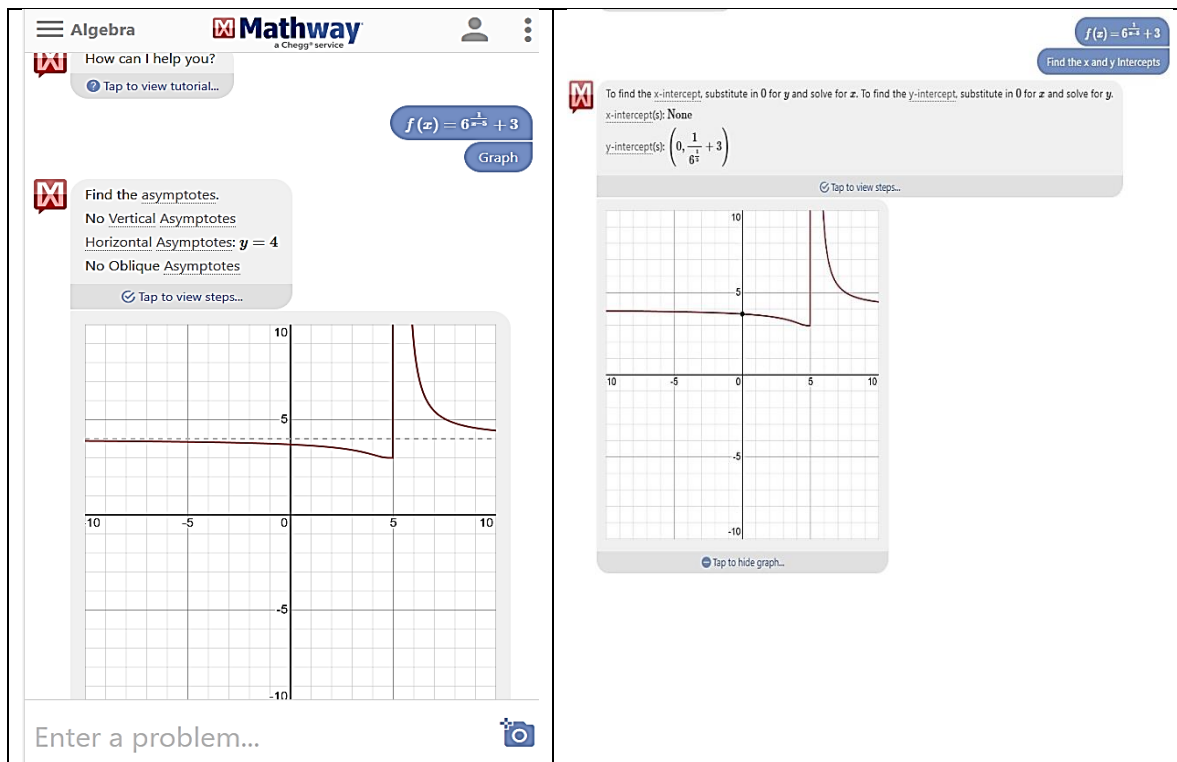 Algebra
Mathway
a Chegg® service
How can I help you?
Tap to view tutorial...
f(x) = 6^(1/(x−5)) + 3
Graph
Find the asymptotes.
No Vertical Asymptotes
Horizontal Asymptotes: y = 4
No Oblique Asymptotes
Tap to view steps...
10
5
-10 -5 0 5 10
-5
-10
Enter a problem...
f(x) = 6^(1/(x−5)) + 3
Find the x and y Intercepts
To find the x-intercept, substitute in 0 for y and solve for x. To find the y-intercept, substitute in 0 for x and solve for y.
x-intercept(s): None
y-intercept(s): (0, 1/6^(1/5) + 3)
Tap to view steps...
10
5
-10 -5 0 5 10
-5
-10
Tap to hide graph...